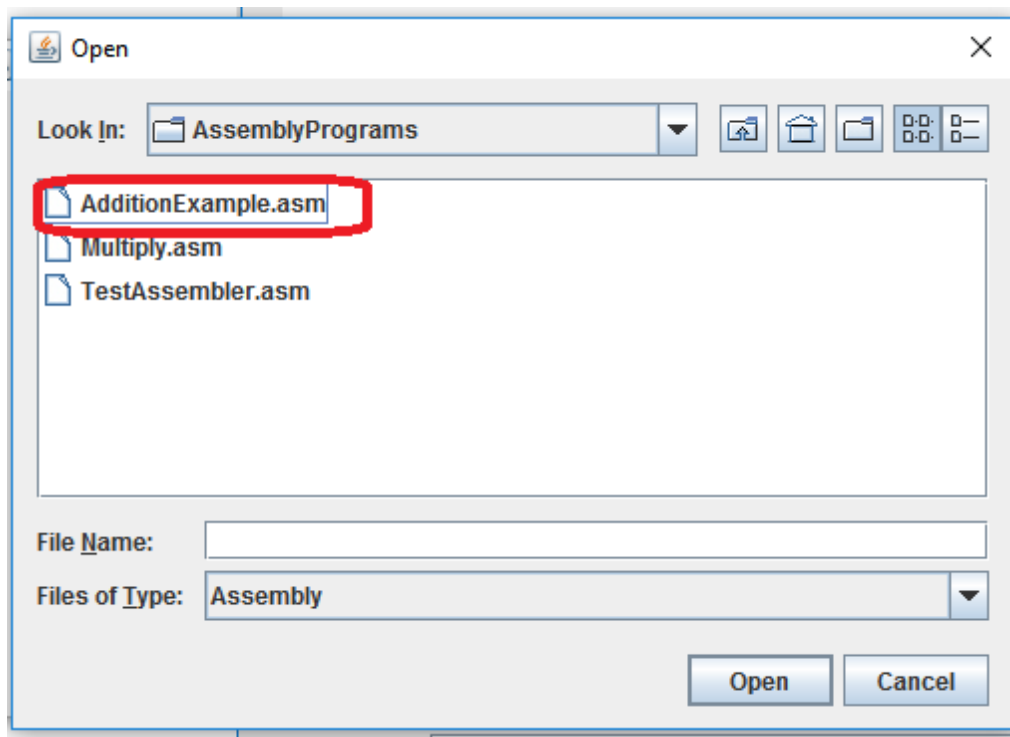 Open
Look In: AssemblyPrograms
AdditionExample.asm
Multiply.asm
TestAssembler.asm
File Name:
Files of Type: Assembly
Open Cancel